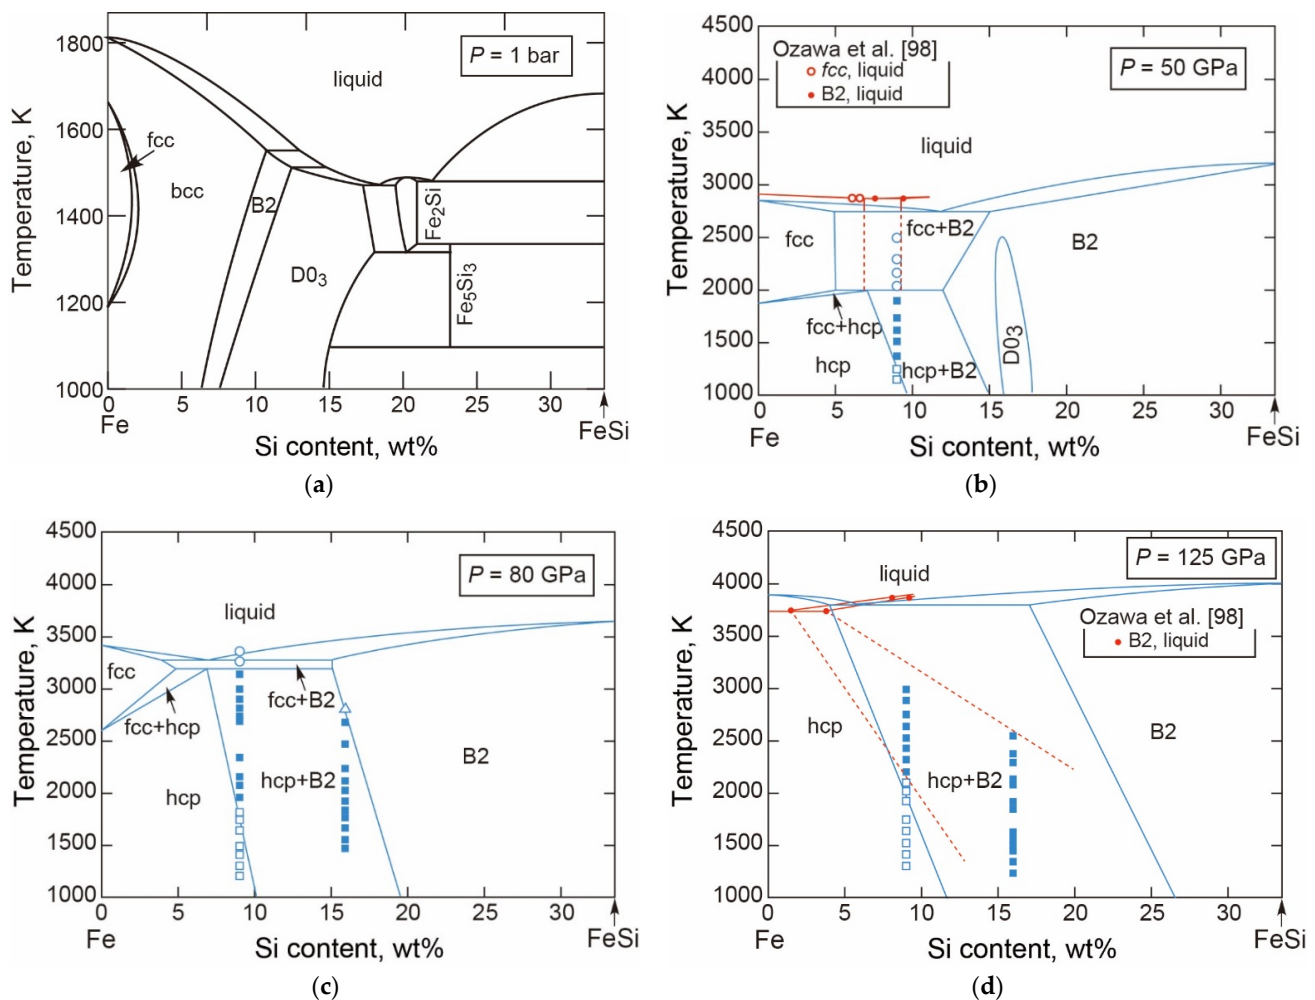 P = 1 bar
1800
1600
1400
1200
1000
Temperature, K
liquid
fcc
bcc
B2
D0₃
Fe₂Si
Fe₅Si₃
0 5 10 15 20 25 30
Fe
FeSi
Si content, wt%
(a)
4500
4000
3500
3000
2500
2000
1500
1000
Temperature, K
Ozawa et al. [98]
fcc, liquid
B2, liquid
P = 50 GPa
liquid
fcc
fcc+B2
B2
fcc+hcp
hcp
hcp+B2
D0₃
0 5 10 15 20 25 30
Fe
FeSi
Si content, wt%
(b)
4500
4000
3500
3000
2500
2000
1500
1000
Temperature, K
P = 80 GPa
liquid
fcc
fcc+B2
fcc+hcp
hcp
hcp+B2
B2
0 5 10 15 20 25 30
Fe
FeSi
Si content, wt%
(c)
4500
4000
3500
3000
2500
2000
1500
1000
Temperature, K
P = 125 GPa
liquid
Ozawa et al. [98]
B2, liquid
hcp
hcp+B2
B2
0 5 10 15 20 25 30
Fe
FeSi
Si content, wt%
(d)